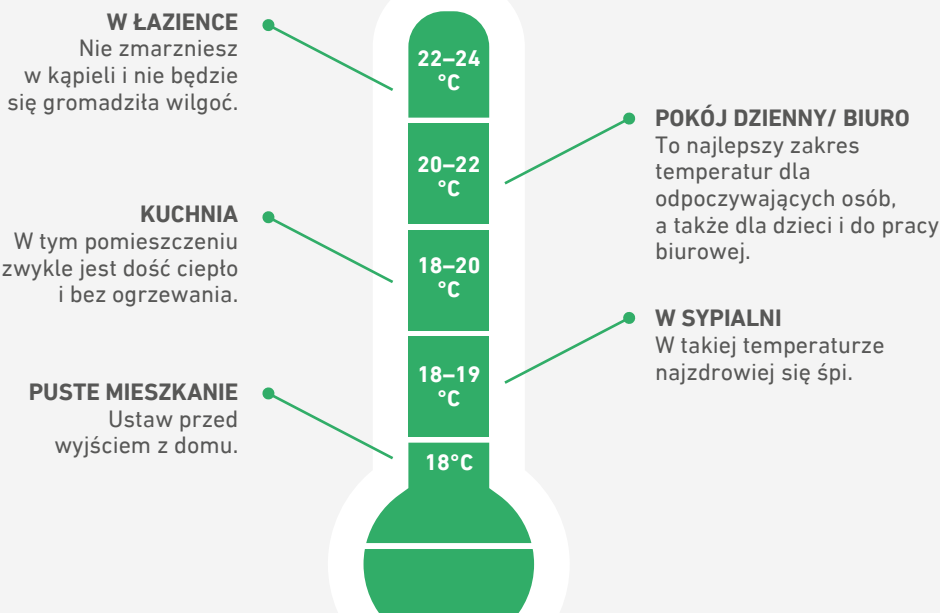 W ŁAZIENCE
Nie zmarzniesz
w kąpieli i nie będzie
się gromadziła wilgoć.
22–24
°C
POKÓJ DZIENNY/ BIURO
To najlepszy zakres
temperatur dla
odpoczywających osób,
a także dla dzieci i do pracy
biurowej.
20–22
°C
KUCHNIA
W tym pomieszczeniu
zwykle jest dość ciepło
i bez ogrzewania.
18–20
°C
W SYPIALNI
W takiej temperaturze
najzdrowiej się śpi.
18–19
°C
PUSTE MIESZKANIE
Ustaw przed
wyjściem z domu.
18°C